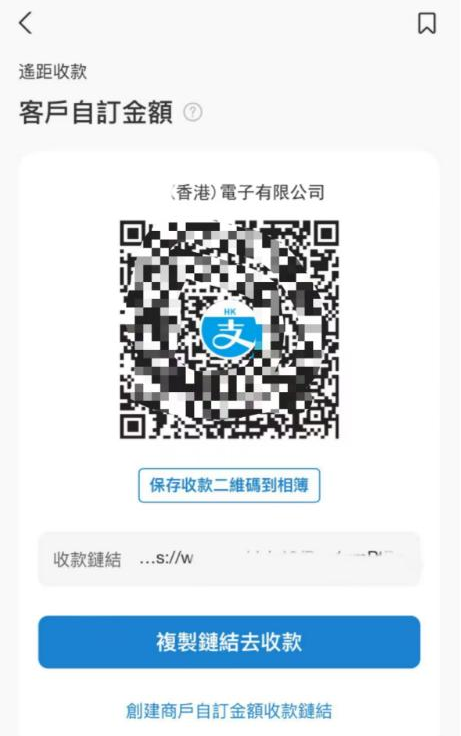 遙距收款
客戶自訂金額
(香港)電子有限公司
HK
支
保存收款二維碼到相簿
收款鏈結 …s://w
複製鏈結去收款
創建商戶自訂金額收款鏈結